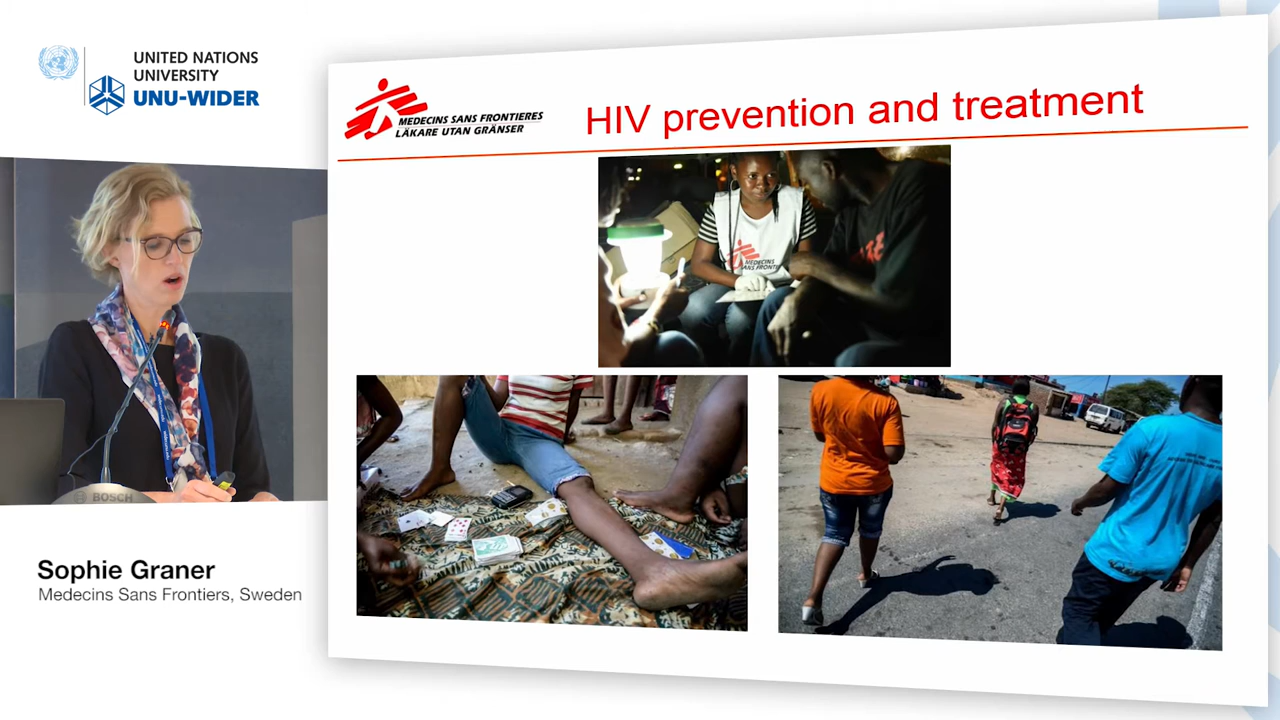 UNITED NATIONS
UNIVERSITY
UNU-WIDER
MEDECINS SANS FRONTIERES
LÄKARE UTAN GRÄNSER
HIV prevention and treatment
MEDECINS
SANS FRONTI
BOSCH
Sophie Graner
Medecins Sans Frontiers, Sweden